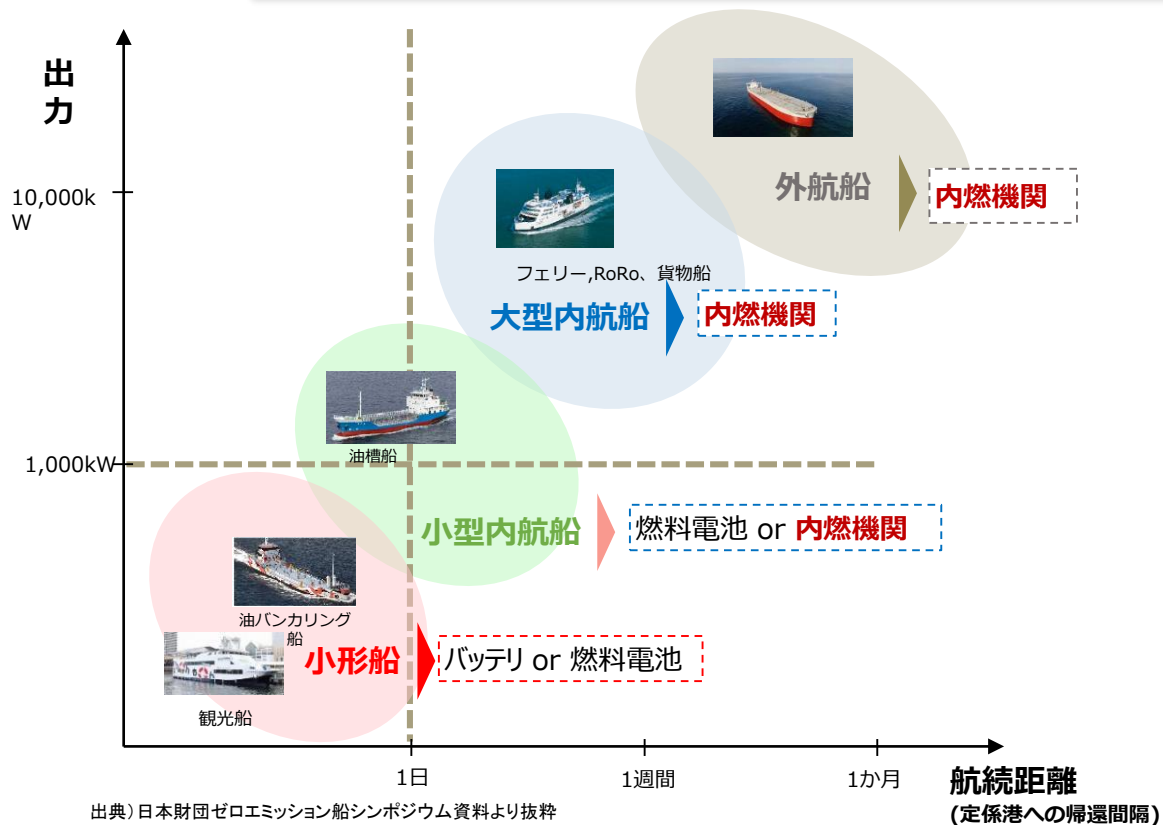 出
力
10,000k
W
外航船
内燃機関
フェリー,RoRo、貨物船
大型内航船
内燃機関
油槽船
1,000kW
小型内航船
燃料電池 or 内燃機関
油バンカリング
船
小形船
バッテリ or 燃料電池
観光船
1日
1週間
1か月
航続距離
(定係港への帰還間隔)
出典）日本財団ゼロエミッション船シンポジウム資料より抜粋